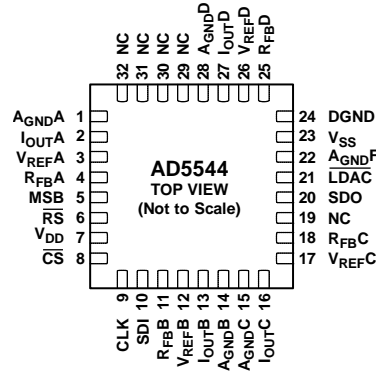 32 NC
31 NC
30 NC
29 NC
28 AGNDD
27 IOUTD
26 VREFD
25 RFBD
AGNDA 1
IOUTA 2
VREFA 3
RFBA 4
MSB 5
RS 6
VDD 7
CS 8
AD5544
TOP VIEW
(Not to Scale)
24 DGND
23 VSS
22 AGNDF
21 LDAC
20 SDO
19 NC
18 RFBC
17 VREFC
CLK 9
SDI 10
RFBB 11
VREFB 12
IOUTB 13
AGNDB 14
AGNDC 15
IOUTC 16